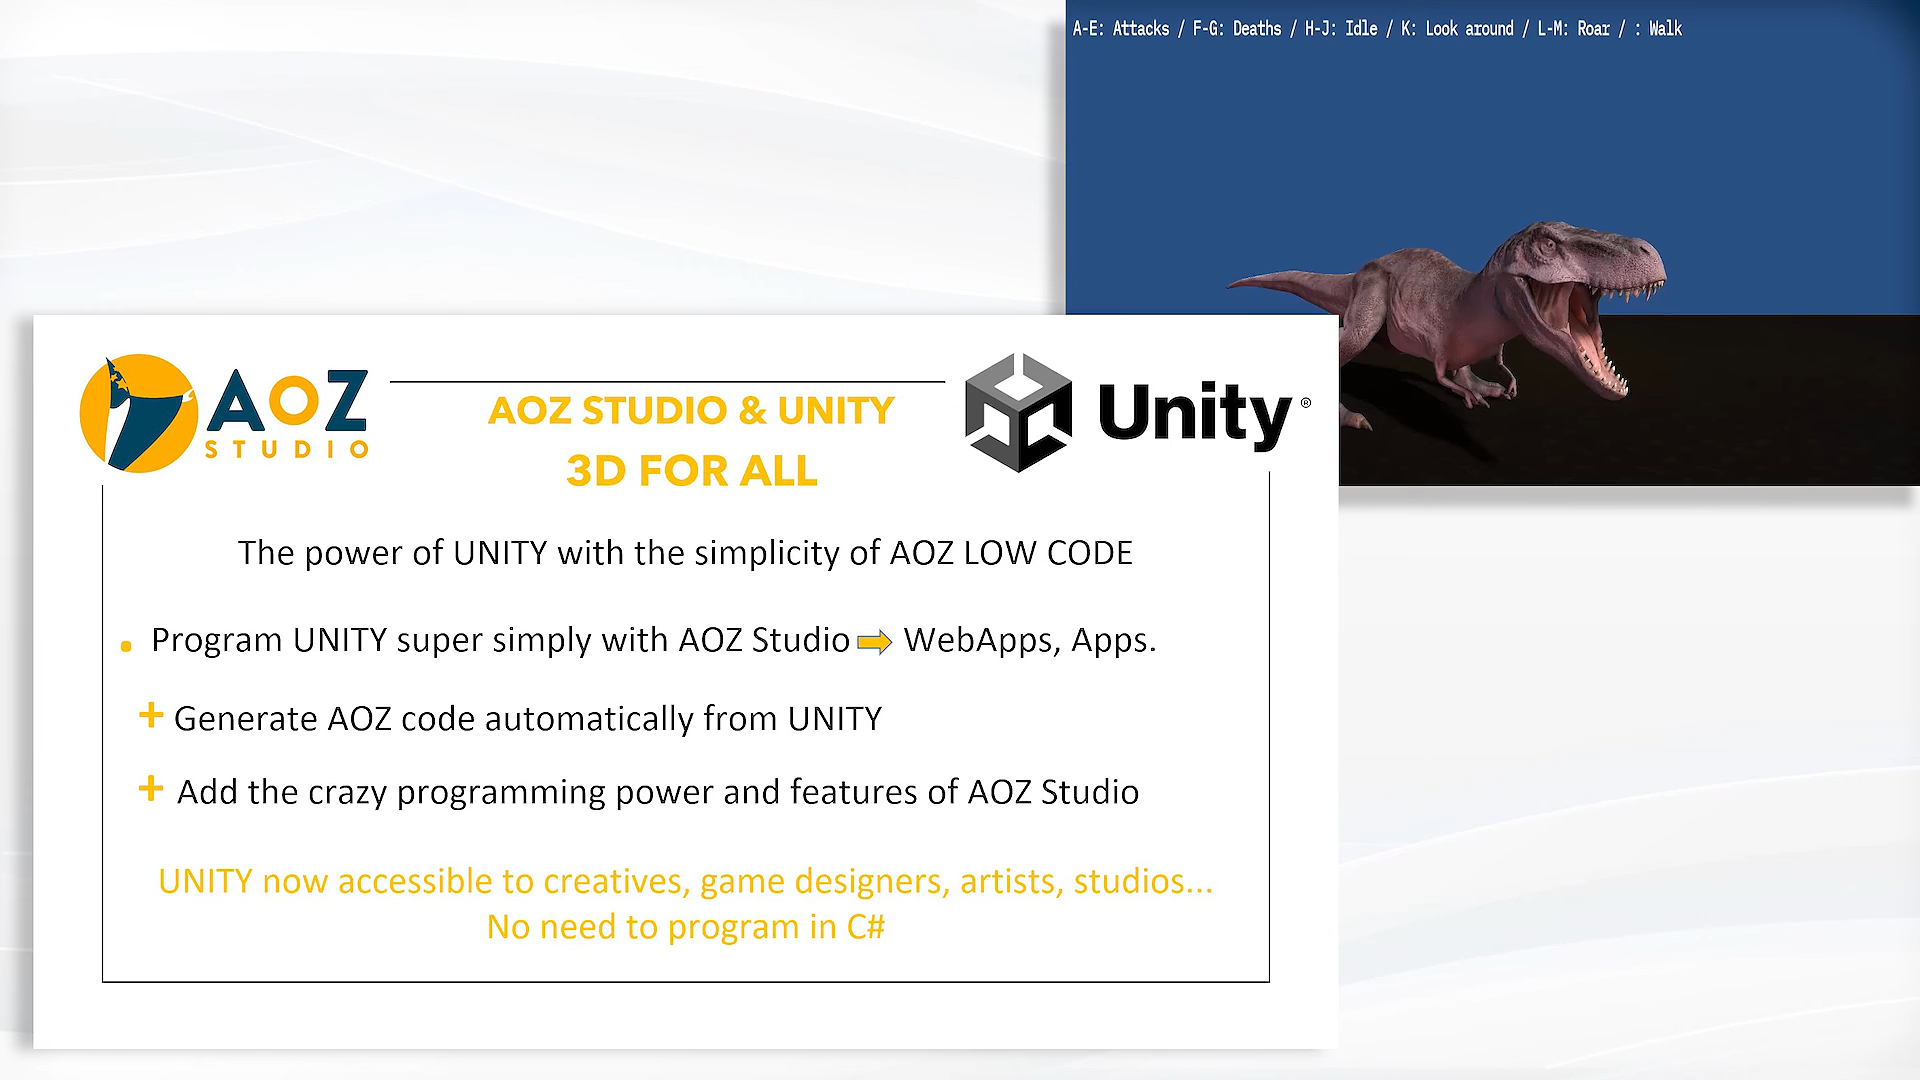 A-E: Attacks / F-G: Deaths / H-J: Idle / K: Look around / L-M: Roar / : Walk
AOZ
STUDIO
AOZ STUDIO & UNITY
3D FOR ALL
Unity®
The power of UNITY with the simplicity of AOZ LOW CODE
. Program UNITY super simply with AOZ Studio ➡ WebApps, Apps.
+ Generate AOZ code automatically from UNITY
+ Add the crazy programming power and features of AOZ Studio
UNITY now accessible to creatives, game designers, artists, studios...
No need to program in C#